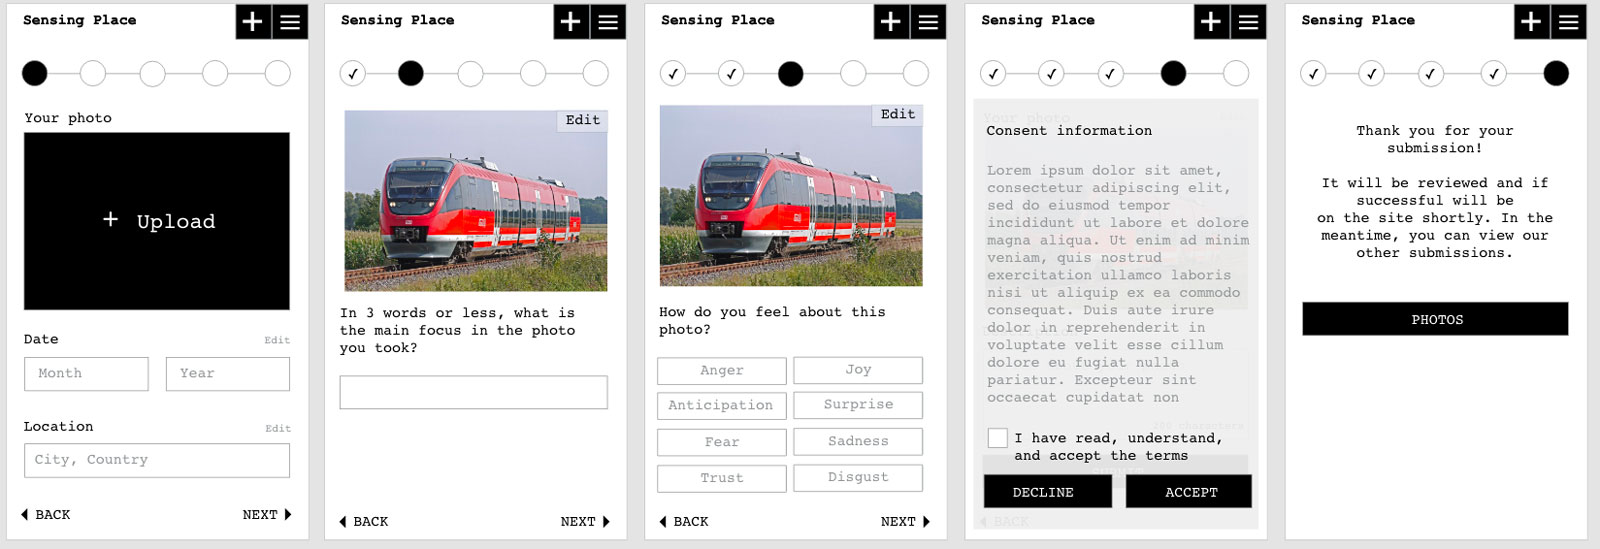 Sensing Place
Your photo
+ Upload
Date
Edit
Month
Year
Location
Edit
City, Country
BACK
NEXT
Sensing Place
Edit
In 3 words or less, what is
the main focus in the photo
you took?
BACK
NEXT
Sensing Place
Edit
How do you feel about this
photo?
Anger
Joy
Anticipation
Surprise
Fear
Sadness
Trust
Disgust
BACK
NEXT
Sensing Place
Your photo
Consent information
Lorem ipsum dolor sit amet,
consectetur adipiscing elit,
sed do eiusmod tempor
incididunt ut labore et dolore
magna aliqua. Ut enim ad minim
veniam, quis nostrud
exercitation ullamco laboris
nisi ut aliquip ex ea commodo
consequat. Duis aute irure
dolor in reprehenderit in
voluptate velit esse cillum
dolore eu fugiat nulla
pariatur. Excepteur sint
occaecat cupidatat non
characters
I have read, understand,
and accept the terms
SUBMIT
DECLINE
ACCEPT
BACK
Sensing Place
Thank you for your
submission!
It will be reviewed and if
successful will be
on the site shortly. In the
meantime, you can view our
other submissions.
PHOTOS